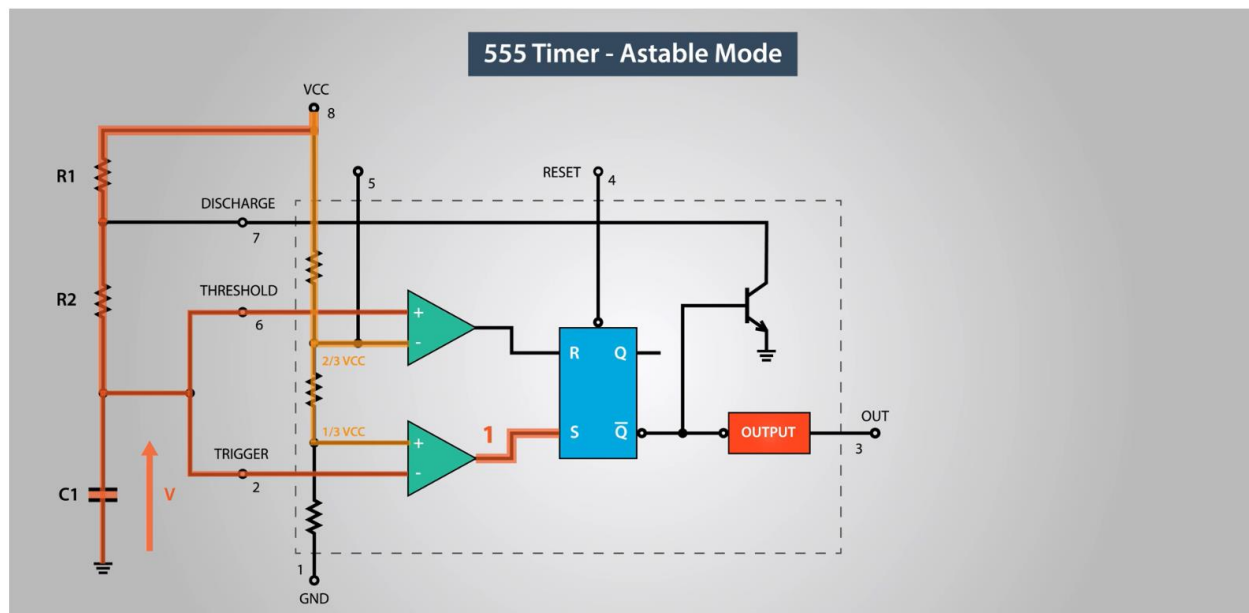 555 Timer - Astable Mode
VCC
8
R1
5
RESET
4
DISCHARGE
7
R2
THRESHOLD
6
+
-
2/3 VCC
R Q
1/3 VCC
+
-
1
S Q̅
OUTPUT
OUT
3
TRIGGER
2
C1
V
1
GND